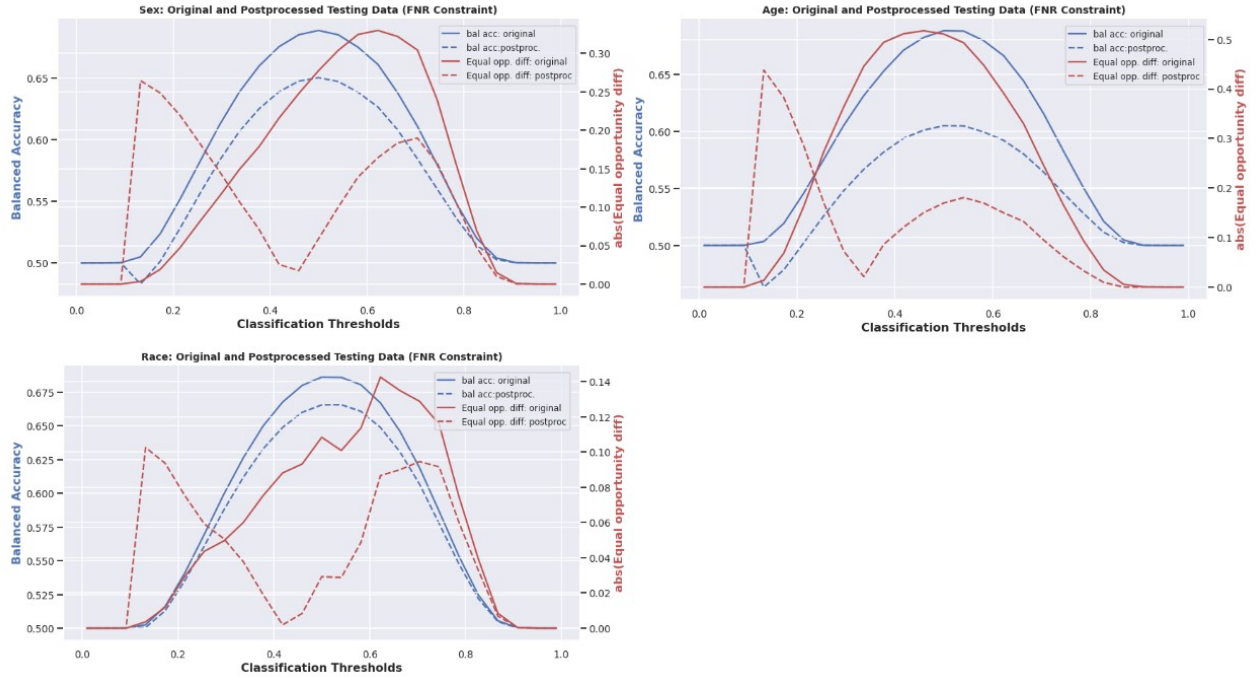 Sex: Original and Postprocessed Testing Data (FNR Constraint)
bal acc: original
bal acc:postproc.
Equal opp. diff: original
Equal opp. diff: postproc
Balanced Accuracy
0.65
0.60
0.55
0.50
0.30
0.25
0.20
0.15
0.10
0.05
0.00
abs(Equal opportunity diff)
0.0 0.2 0.4 0.6 0.8 1.0
Classification Thresholds
Age: Original and Postprocessed Testing Data (FNR Constraint)
bal acc: original
bal acc:postproc.
Equal opp. diff: original
Equal opp. diff: postproc
Balanced Accuracy
0.65
0.60
0.55
0.50
0.5
0.4
0.3
0.2
0.1
0.0
abs(Equal opportunity diff)
0.0 0.2 0.4 0.6 0.8 1.0
Classification Thresholds
Race: Original and Postprocessed Testing Data (FNR Constraint)
bal acc: original
bal acc:postproc.
Equal opp. diff: original
Equal opp. diff: postproc
Balanced Accuracy
0.675
0.650
0.625
0.600
0.575
0.550
0.525
0.500
0.14
0.12
0.10
0.08
0.06
0.04
0.02
0.00
abs(Equal opportunity diff)
0.0 0.2 0.4 0.6 0.8 1.0
Classification Thresholds